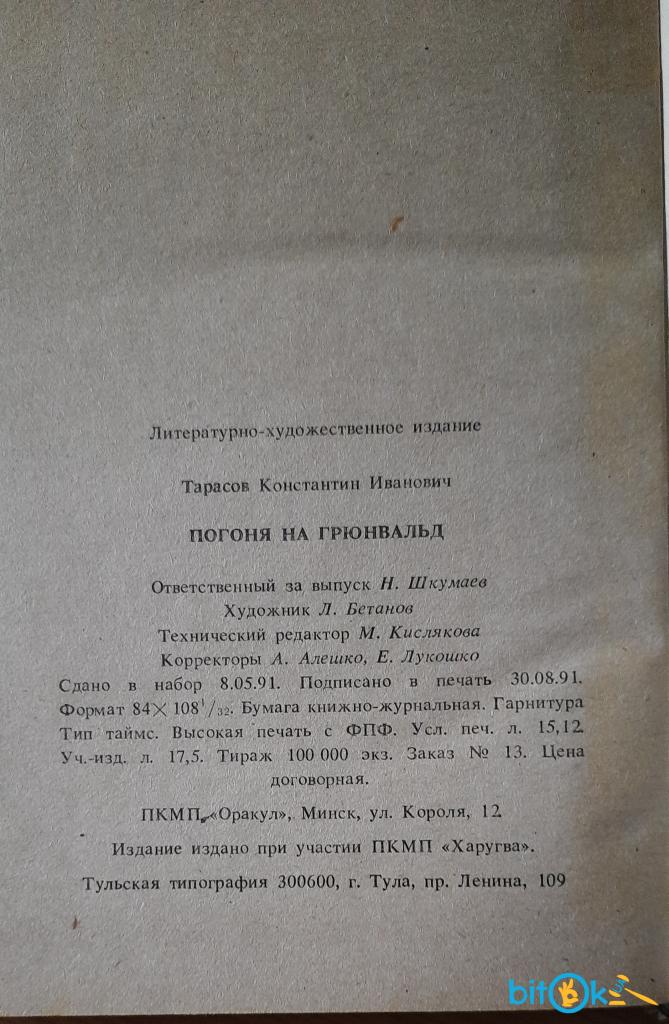 Литературно-художественное издание
Тарасов Константин Иванович
ПОГОНЯ НА ГРЮНВАЛЬД
Ответственный за выпуск Н. Шкумаев
Художник Л. Бетанов
Технический редактор М. Кислякова
Корректоры А. Алешко, Е. Лукошко
Сдано в набор 8.05.91. Подписано в печать 30.08.91.
Формат 84×108¹/₃₂. Бумага книжно-журнальная. Гарнитура
Тип таймс. Высокая печать с ФПФ. Усл. печ. л. 15,12.
Уч.-изд. л. 17,5. Тираж 100 000 экз. Заказ № 13. Цена
договорная.
ПКМП «Оракул», Минск, ул. Короля, 12.
Издание издано при участии ПКМП «Харугва».
Тульская типография 300600, г. Тула, пр. Ленина, 109
bitOk